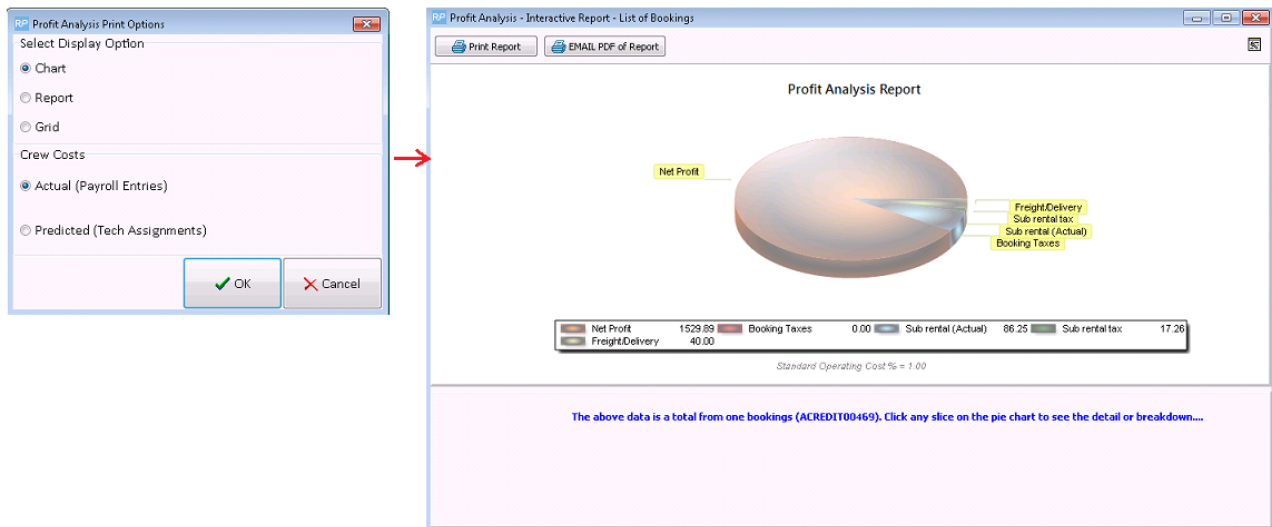 RP Profit Analysis Print Options
Select Display Option
Chart
Report
Grid
Crew Costs
Actual (Payroll Entries)
Predicted (Tech Assignments)
OK Cancel
RP Profit Analysis - Interactive Report - List of Bookings
Print Report EMAIL PDF of Report
Profit Analysis Report
Net Profit
Freight/Delivery
Sub rental tax
Sub rental (Actual)
Booking Taxes
Net Profit 1529.89 Booking Taxes 0.00 Sub rental (Actual) 86.25 Sub rental tax 17.26
Freight/Delivery 40.00
Standard Operating Cost % = 1.00
The above data is a total from one bookings (ACREDIT00469). Click any slice on the pie chart to see the detail or breakdown....